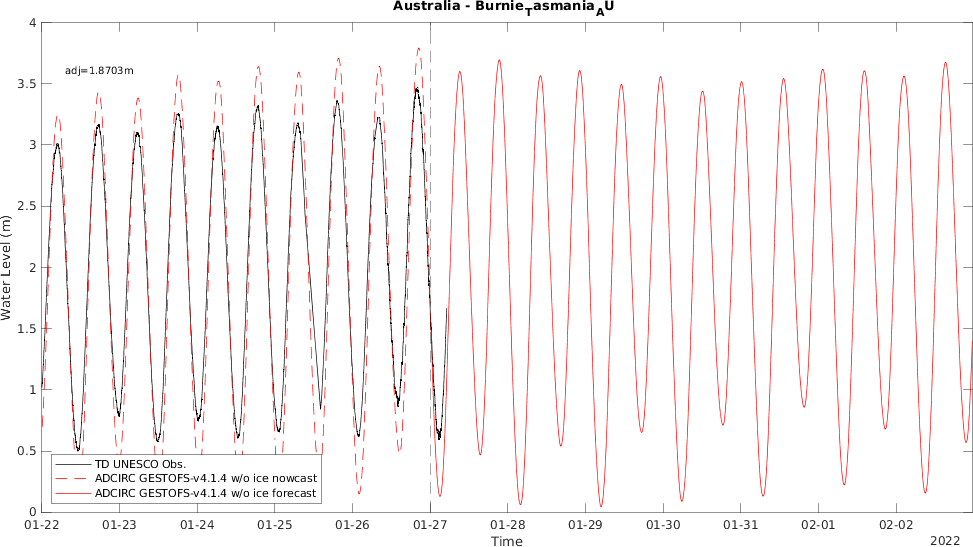 Australia - Burnie_Tasmania_AU
4
adj=1.8703m
3.5
3
2.5
2
1.5
1
0.5
0
Water Level (m)
TD UNESCO Obs.
ADCIRC GESTOFS-v4.1.4 w/o ice nowcast
ADCIRC GESTOFS-v4.1.4 w/o ice forecast
01-22 01-23 01-24 01-25 01-26 01-27 01-28 01-29 01-30 01-31 02-01 02-02
Time
2022